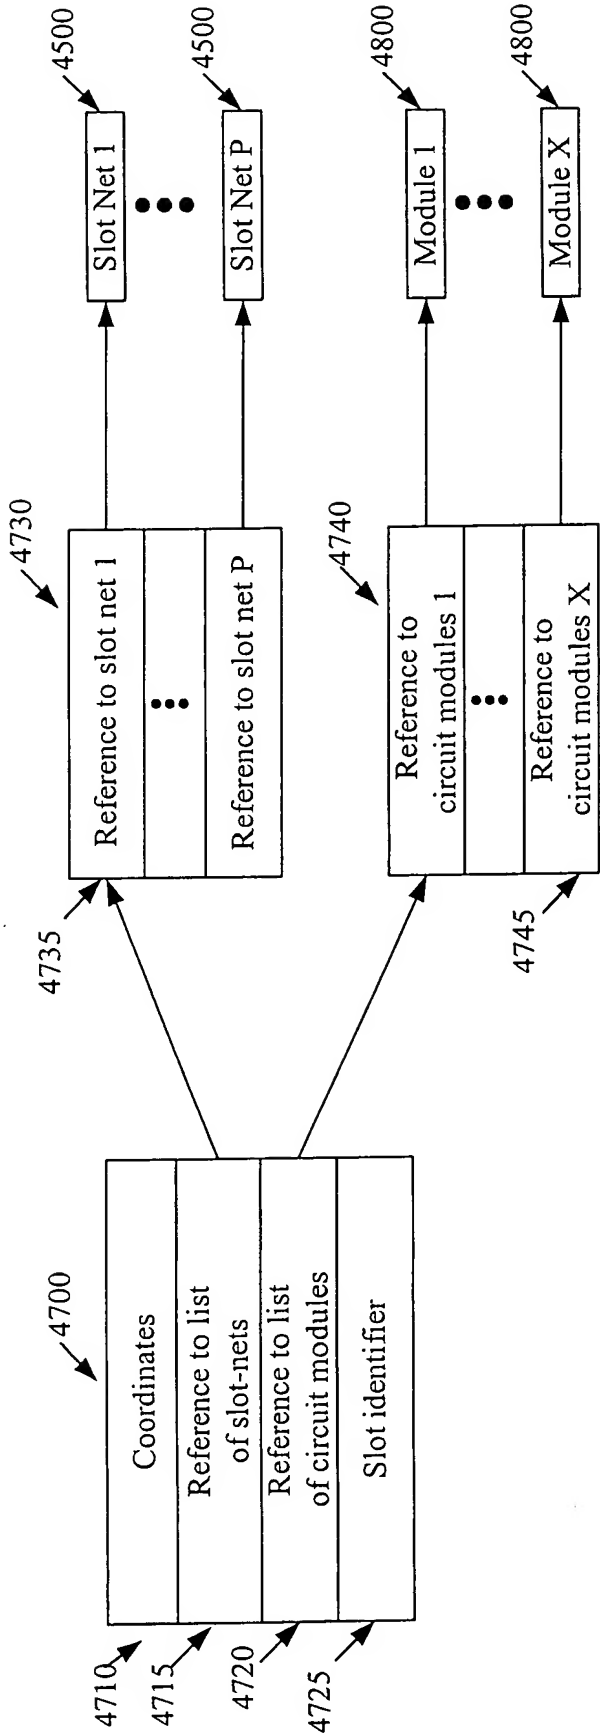 4700
4710
Coordinates
4715
Reference to list
of slot-nets
4720
Reference to list
of circuit modules
4725
Slot identifier
4730
4735
Reference to slot net 1
Reference to slot net P
4740
Reference to
circuit modules 1
Reference to
circuit modules X
4745
Slot Net 1
4500
Slot Net P
4500
Module 1
4800
Module X
4800